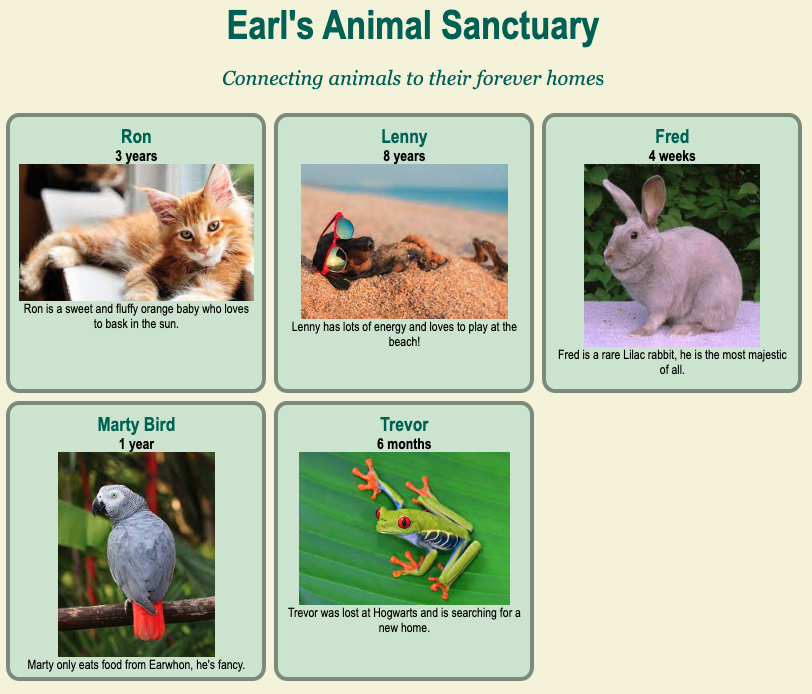 Earl's Animal Sanctuary
Connecting animals to their forever homes
Ron
3 years
Ron is a sweet and fluffy orange baby who loves
to bask in the sun.
Lenny
8 years
Lenny has lots of energy and loves to play at the
beach!
Fred
4 weeks
Fred is a rare Lilac rabbit, he is the most majestic
of all.
Marty Bird
1 year
Marty only eats food from Earwhon, he's fancy.
Trevor
6 months
Trevor was lost at Hogwarts and is searching for a
new home.